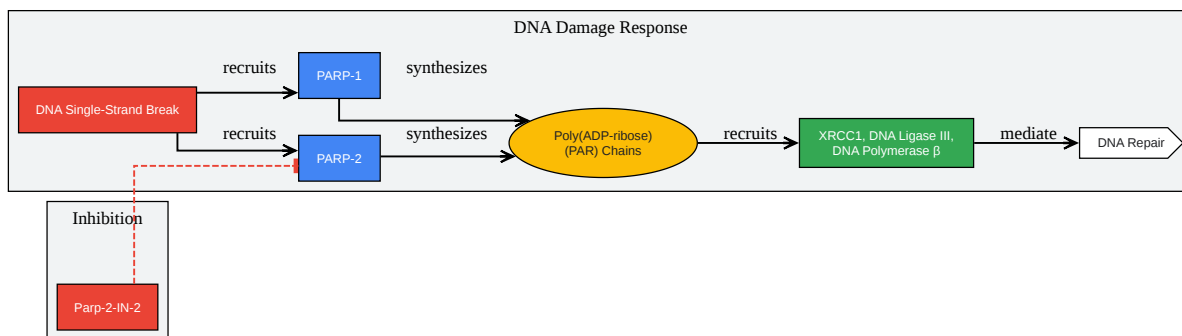 DNA Damage Response
recruits
PARP-1
synthesizes
DNA Single-Strand Break
recruits
PARP-2
synthesizes
Poly(ADP-ribose)
(PAR) Chains
recruits
XRCC1, DNA Ligase III,
DNA Polymerase β
mediate
DNA Repair
Inhibition
Parp-2-IN-2